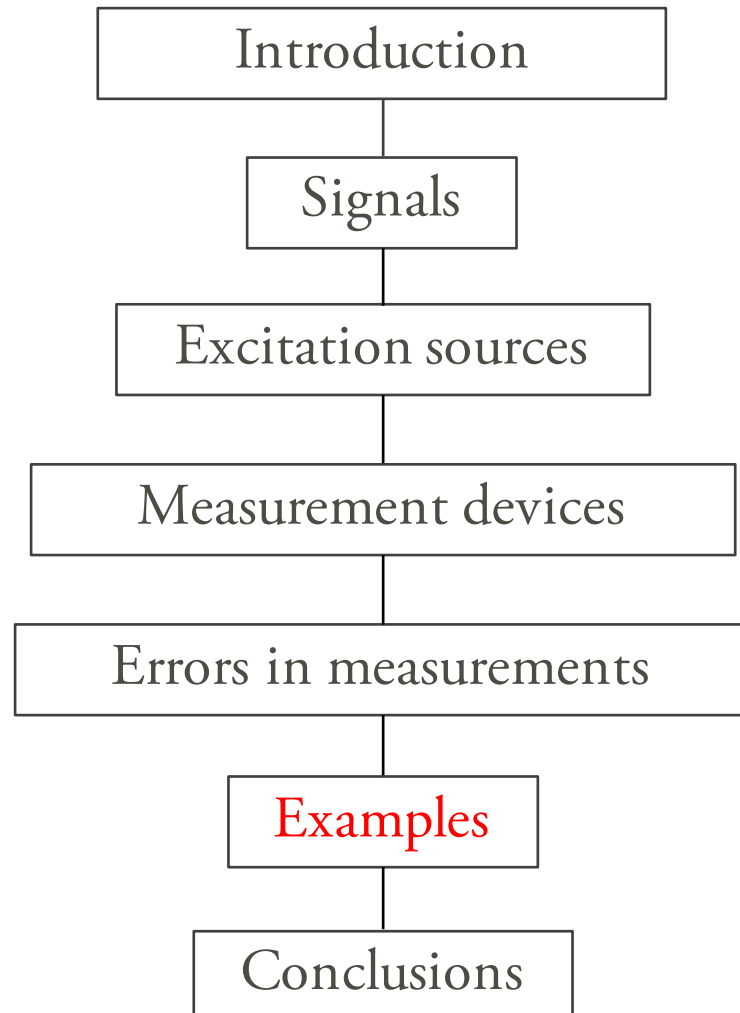 Introduction
Signals
Excitation sources
Measurement devices
Errors in measurements
Examples
Conclusions